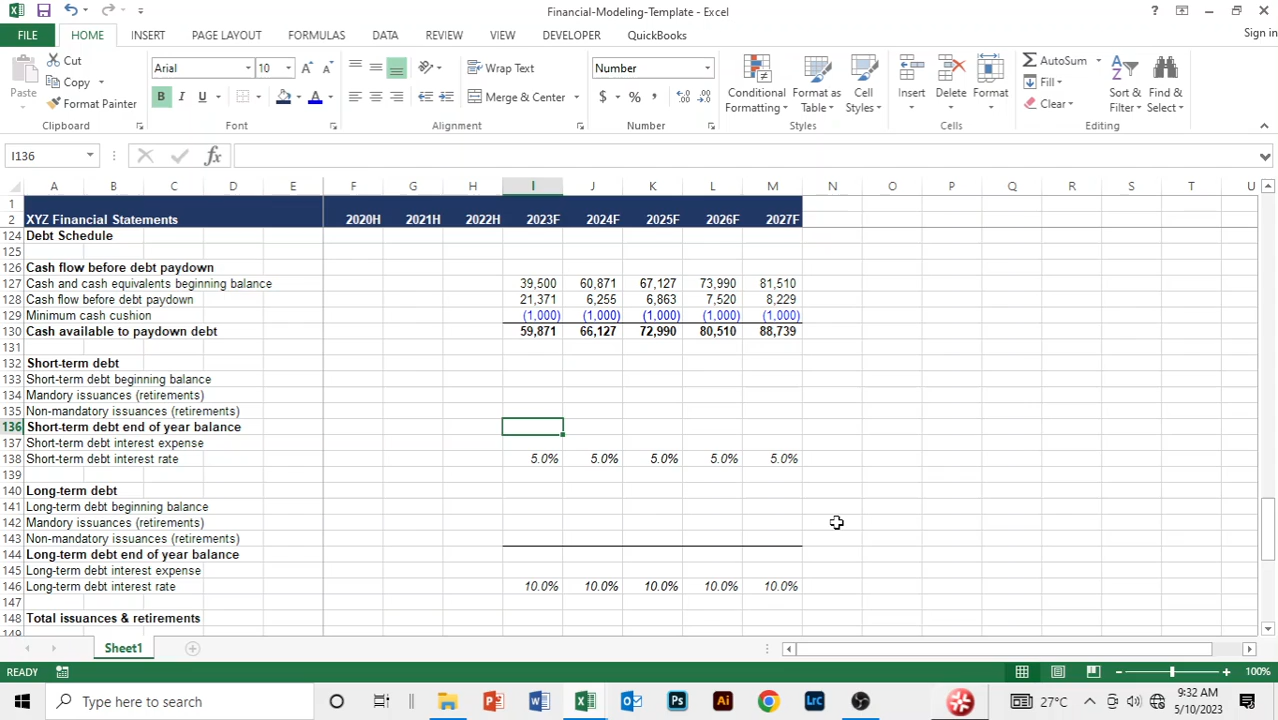 Financial-Modeling-Template - Excel
?
FILE HOME INSERT PAGE LAYOUT FORMULAS DATA REVIEW VIEW DEVELOPER QuickBooks Sign in
Paste
Cut
Copy
Format Painter
Clipboard
Arial 10
B I U A
Font
Wrap Text
Merge & Center
Alignment
Number
$ % ,
Number
Conditional Formatting
Format as Table
Cell Styles
Styles
Insert Delete Format
Cells
AutoSum
Fill
Clear
Sort & Filter
Find & Select
Editing
I136 fx
A B C D E F G H I J K L M N O P Q R S T U
1
2 XYZ Financial Statements 2020H 2021H 2022H 2023F 2024F 2025F 2026F 2027F
124 Debt Schedule
125
126 Cash flow before debt paydown
127 Cash and cash equivalents beginning balance 39,500 60,871 67,127 73,990 81,510
128 Cash flow before debt paydown 21,371 6,255 6,863 7,520 8,229
129 Minimum cash cushion (1,000) (1,000) (1,000) (1,000) (1,000)
130 Cash available to paydown debt 59,871 66,127 72,990 80,510 88,739
131
132 Short-term debt
133 Short-term debt beginning balance
134 Mandory issuances (retirements)
135 Non-mandatory issuances (retirements)
136 Short-term debt end of year balance
137 Short-term debt interest expense
138 Short-term debt interest rate 5.0% 5.0% 5.0% 5.0% 5.0%
139
140 Long-term debt
141 Long-term debt beginning balance
142 Mandory issuances (retirements)
143 Non-mandatory issuances (retirements)
144 Long-term debt end of year balance
145 Long-term debt interest expense
146 Long-term debt interest rate 10.0% 10.0% 10.0% 10.0% 10.0%
147
148 Total issuances & retirements
149
Sheet1
READY 100%
Type here to search
27°C
9:32 AM
5/10/2023